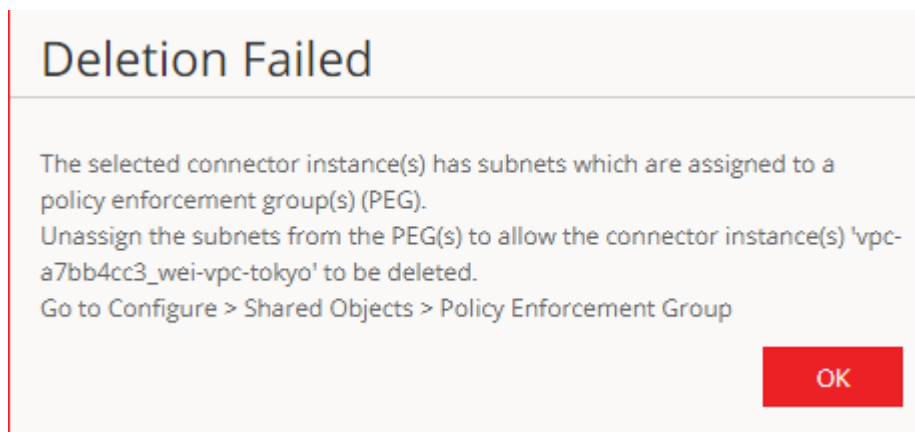 Deletion Failed
The selected connector instance(s) has subnets which are assigned to a
policy enforcement group(s) (PEG).
Unassign the subnets from the PEG(s) to allow the connector instance(s) 'vpc-
a7bb4cc3_wei-vpc-tokyo' to be deleted.
Go to Configure > Shared Objects > Policy Enforcement Group
OK